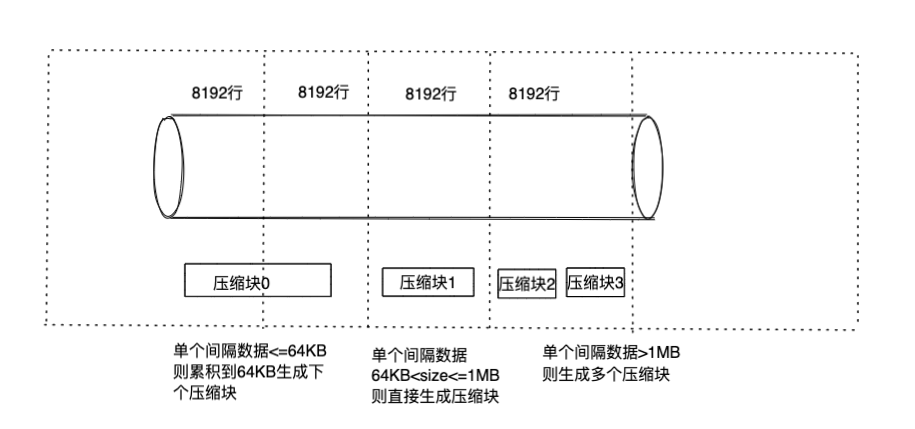 8192行
8192行
8192行
8192行
压缩块0
压缩块1
压缩块2
压缩块3
单个间隔数据<=64KB
则累积到64KB生成下
个压缩块
单个间隔数据
64KB<size<=1MB
则直接生成压缩块
单个间隔数据>1MB
则生成多个压缩块